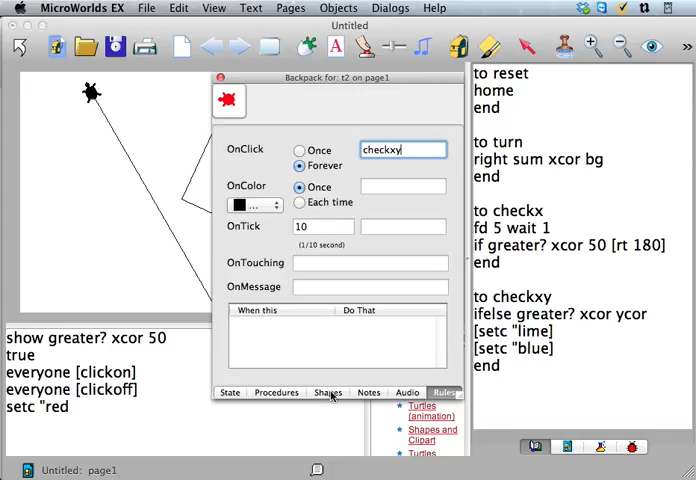 MicroWorlds EX File Edit View Text Pages Objects Dialogs Help
Untitled
A
»
Backpack for: t2 on page1
OnClick
Once
checkxy
Forever
OnColor
Once
...
Each time
OnTick
10
(1/10 second)
OnTouching
OnMessage
When this Do That
State Procedures Shapes Notes Audio Rules
show greater? xcor 50
true
everyone [clickon]
everyone [clickoff]
setc "red
Turtles
(animation)
Shapes and
Clipart
Turtles
to reset
home
end
to turn
right sum xcor bg
end
to checkx
fd 5 wait 1
if greater? xcor 50 [rt 180]
end
to checkxy
ifelse greater? xcor ycor
[setc "lime]
[setc "blue]
end
Untitled: page1